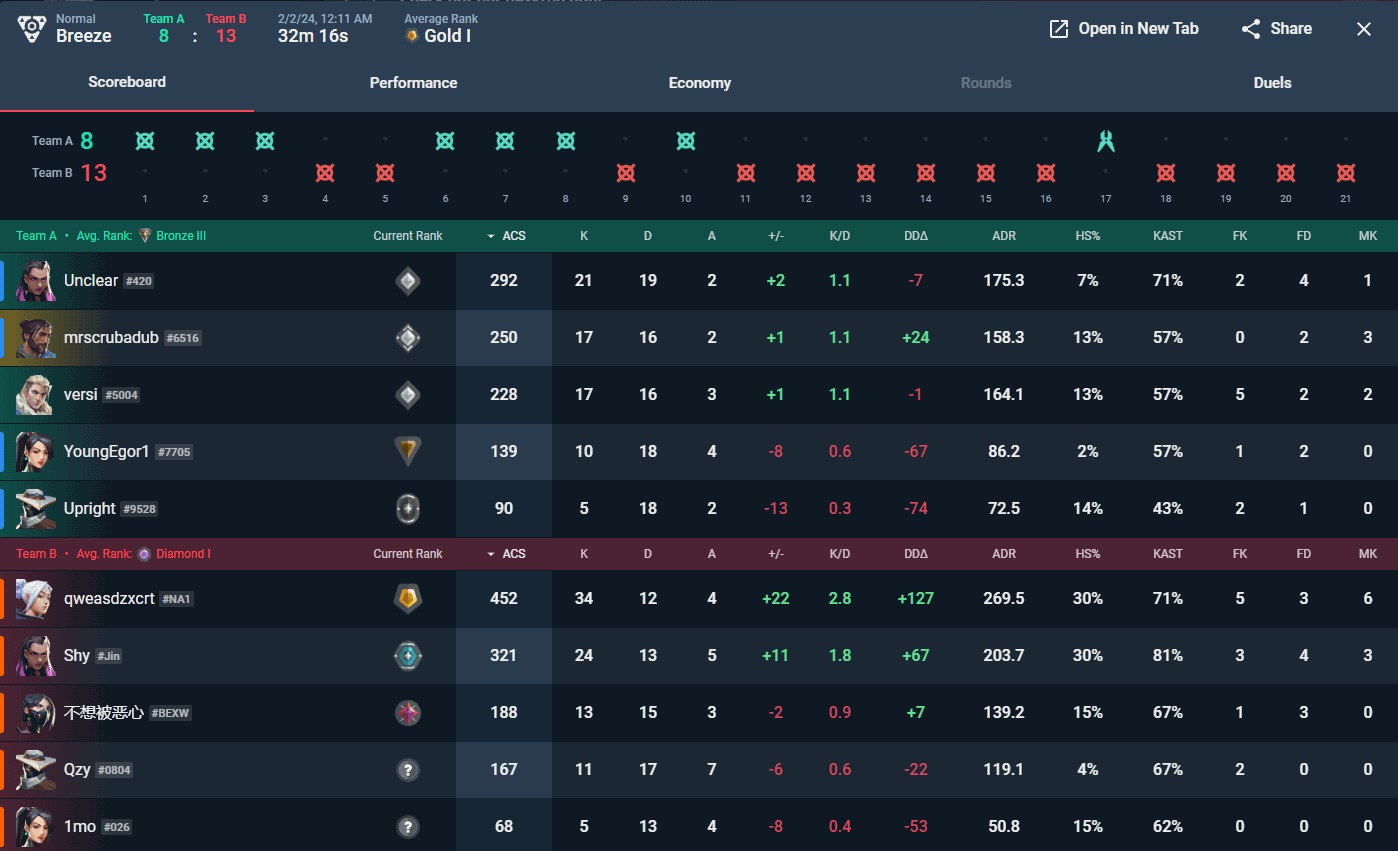 Normal
Breeze
Team A 8 : Team B 13
2/2/24, 12:11 AM
32m 16s
Average Rank
Gold I
Open in New Tab
Share
Scoreboard Performance Economy Rounds Duels
Team A 8
Team B 13
1 2 3 4 5 6 7 8 9 10 11 12 13 14 15 16 17 18 19 20 21
Team A • Avg. Rank: Bronze III Current Rank ACS K D A +/- K/D DDΔ ADR HS% KAST FK FD MK
Unclear #420 292 21 19 2 +2 1.1 -7 175.3 7% 71% 2 4 1
mrscrubadub #6516 250 17 16 2 +1 1.1 +24 158.3 13% 57% 0 2 3
versi #5004 228 17 16 3 +1 1.1 -1 164.1 13% 57% 5 2 2
YoungEgor1 #7705 139 10 18 4 -8 0.6 -67 86.2 2% 57% 1 2 0
Upright #9528 90 5 18 2 -13 0.3 -74 72.5 14% 43% 2 1 0
Team B • Avg. Rank: Diamond I Current Rank ACS K D A +/- K/D DDΔ ADR HS% KAST FK FD MK
qweasdzxcrt #NA1 452 34 12 4 +22 2.8 +127 269.5 30% 71% 5 3 6
Shy #Jin 321 24 13 5 +11 1.8 +67 203.7 30% 81% 3 4 3
不想被恶心 #BEXW 188 13 15 3 -2 0.9 +7 139.2 15% 67% 1 3 0
Qzy #0804 ? 167 11 17 7 -6 0.6 -22 119.1 4% 67% 2 0 0
1mo #026 ? 68 5 13 4 -8 0.4 -53 50.8 15% 62% 0 0 0